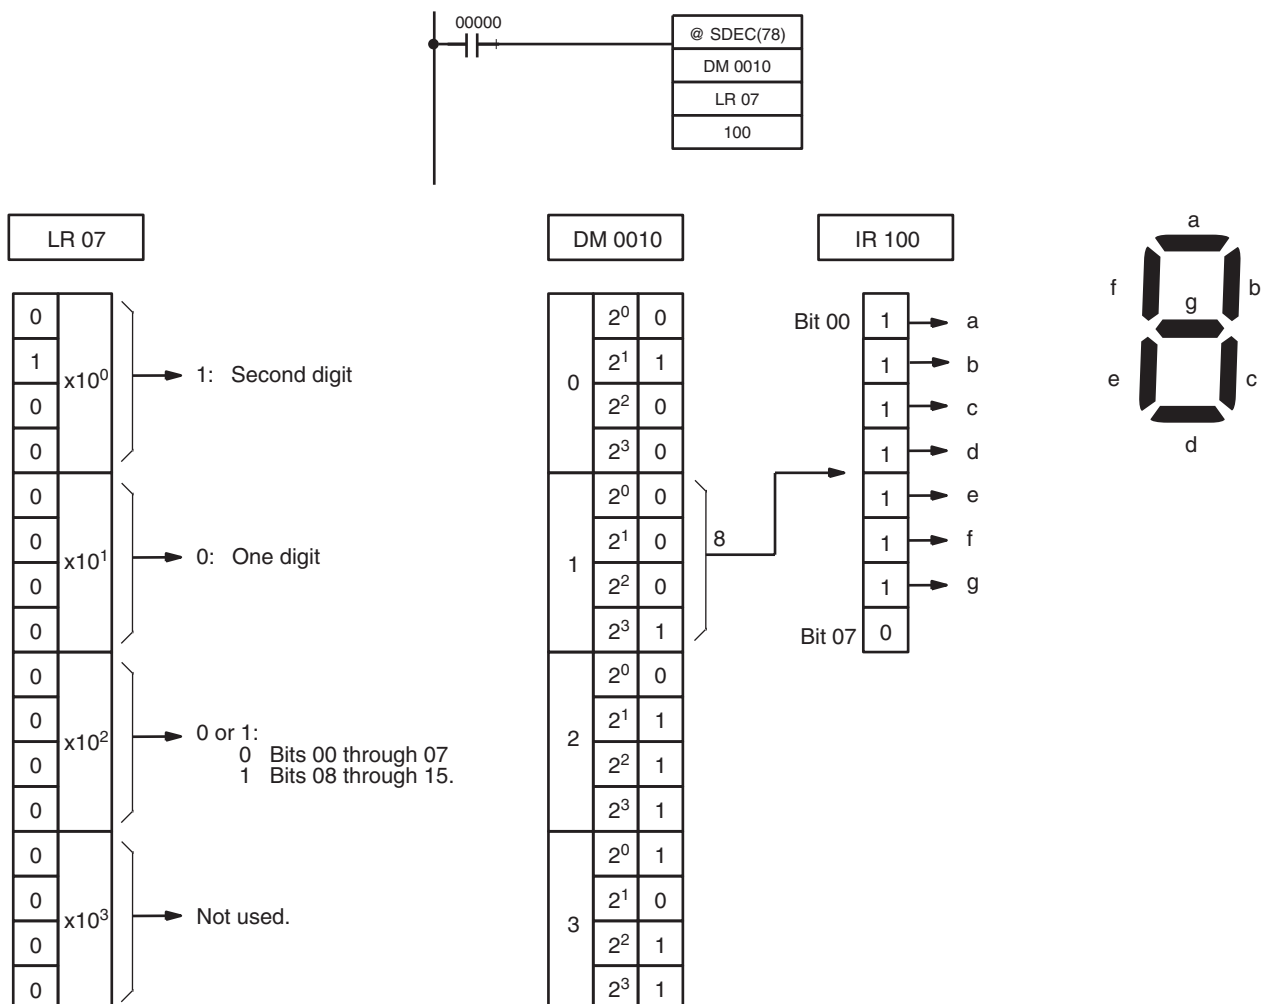 00000
@ SDEC(78)
DM 0010
LR 07
100
LR 07
0
1
0
0
x10⁰
1: Second digit
0
0
0
0
x10¹
0: One digit
0
0
0
0
x10²
0 or 1:
0 Bits 00 through 07
1 Bits 08 through 15.
0
0
0
0
x10³
Not used.
DM 0010
0
2⁰ 0
2¹ 1
2² 0
2³ 0
1
2⁰ 0
2¹ 0
2² 0
2³ 1
8
2
2⁰ 0
2¹ 1
2² 1
2³ 1
3
2⁰ 1
2¹ 0
2² 1
2³ 1
IR 100
Bit 00 1 a
1 b
1 c
1 d
1 e
1 f
1 g
Bit 07 0
a
f b
g
e c
d